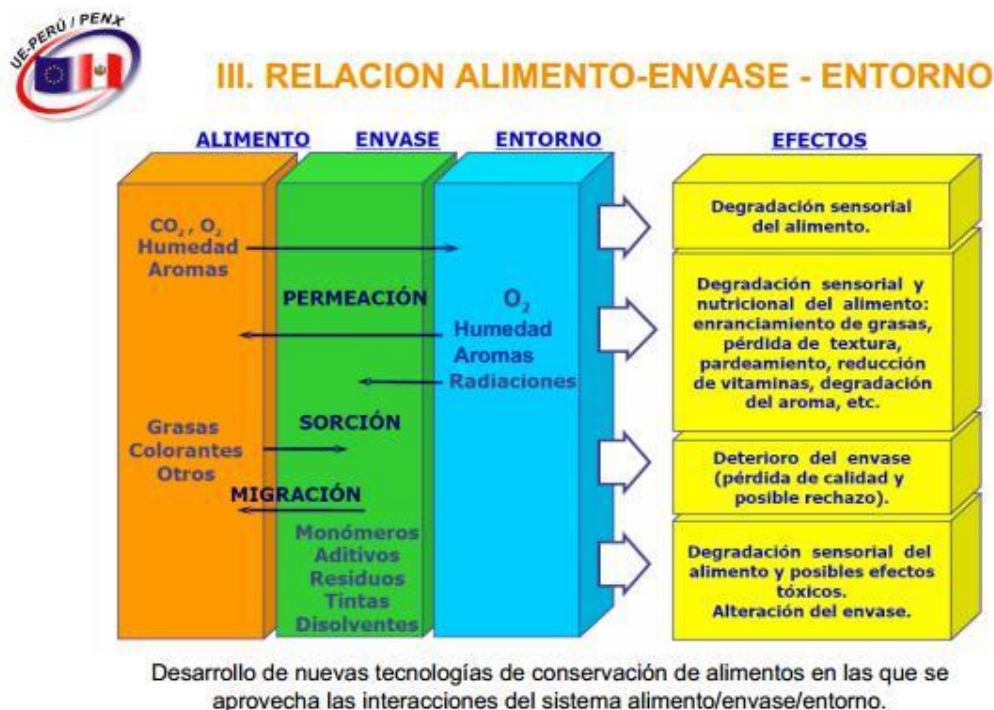 UE-PERÚ / PENX
III. RELACION ALIMENTO-ENVASE - ENTORNO
ALIMENTO
ENVASE
ENTORNO
EFECTOS
CO₂, O₂
Humedad
Aromas
PERMEACIÓN
O₂
Humedad
Aromas
Radiaciones
SORCIÓN
Grasas
Colorantes
Otros
MIGRACIÓN
Monómeros
Aditivos
Residuos
Tintas
Disolventes
Degradación sensorial
del alimento.
Degradación sensorial y
nutricional del alimento:
enranciamiento de grasas,
pérdida de textura,
pardeamiento, reducción
de vitaminas, degradación
del aroma, etc.
Deterioro del envase
(pérdida de calidad y
posible rechazo).
Degradación sensorial del
alimento y posibles efectos
tóxicos.
Alteración del envase.
Desarrollo de nuevas tecnologías de conservación de alimentos en las que se
aprovecha las interacciones del sistema alimento/envase/entorno.